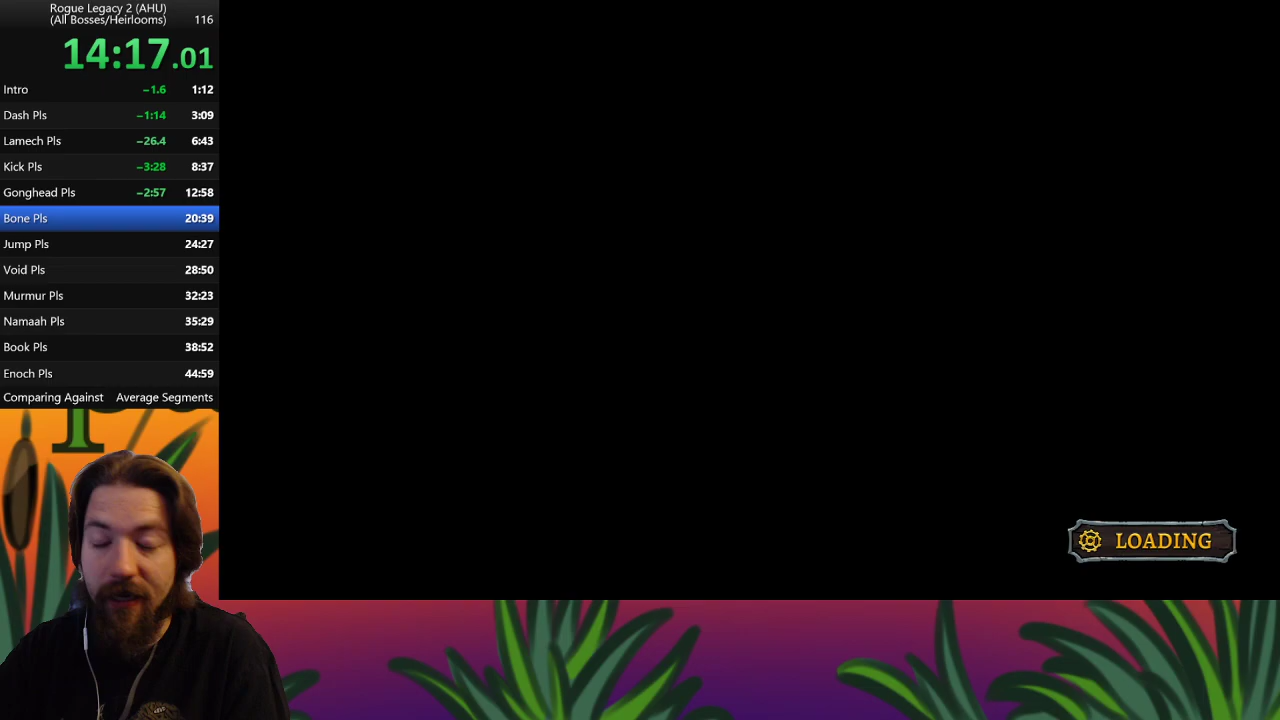 Rogue Legacy 2 (AHU)
(All Bosses/Heirlooms) 116
14:17.01
Intro −1.6 1:12
Dash Pls −1:14 3:09
Lamech Pls −26.4 6:43
Kick Pls −3:28 8:37
Gonghead Pls −2:57 12:58
Bone Pls 20:39
Jump Pls 24:27
Void Pls 28:50
Murmur Pls 32:23
Namaah Pls 35:29
Book Pls 38:52
Enoch Pls 44:59
Comparing Against Average Segments
LOADING